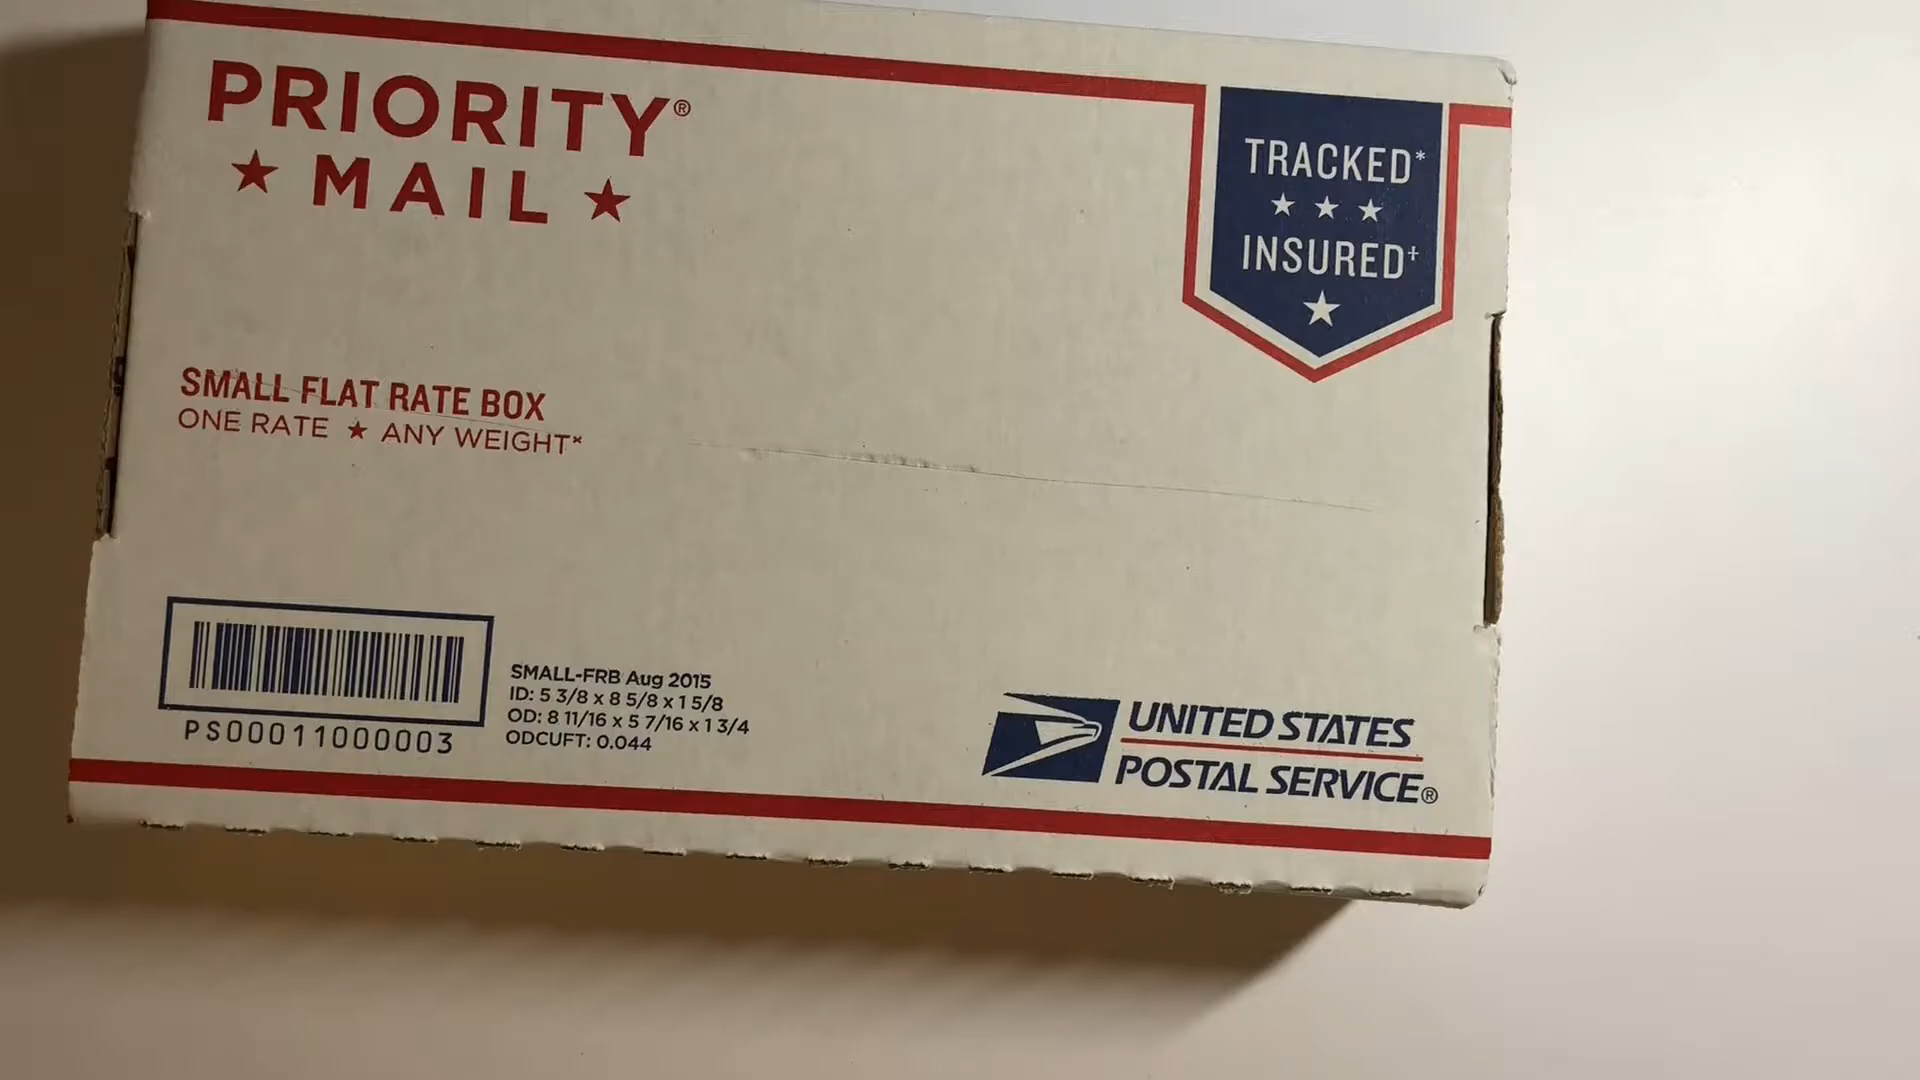 PRIORITY®
★ MAIL ★
TRACKED*
★ ★ ★
INSURED†
★
SMALL FLAT RATE BOX
ONE RATE ★ ANY WEIGHT*
PS00011000003
SMALL-FRB Aug 2015
ID: 5 3/8 x 8 5/8 x 1 5/8
OD: 8 11/16 x 5 7/16 x 1 3/4
ODCUFT: 0.044
UNITED STATES
POSTAL SERVICE®